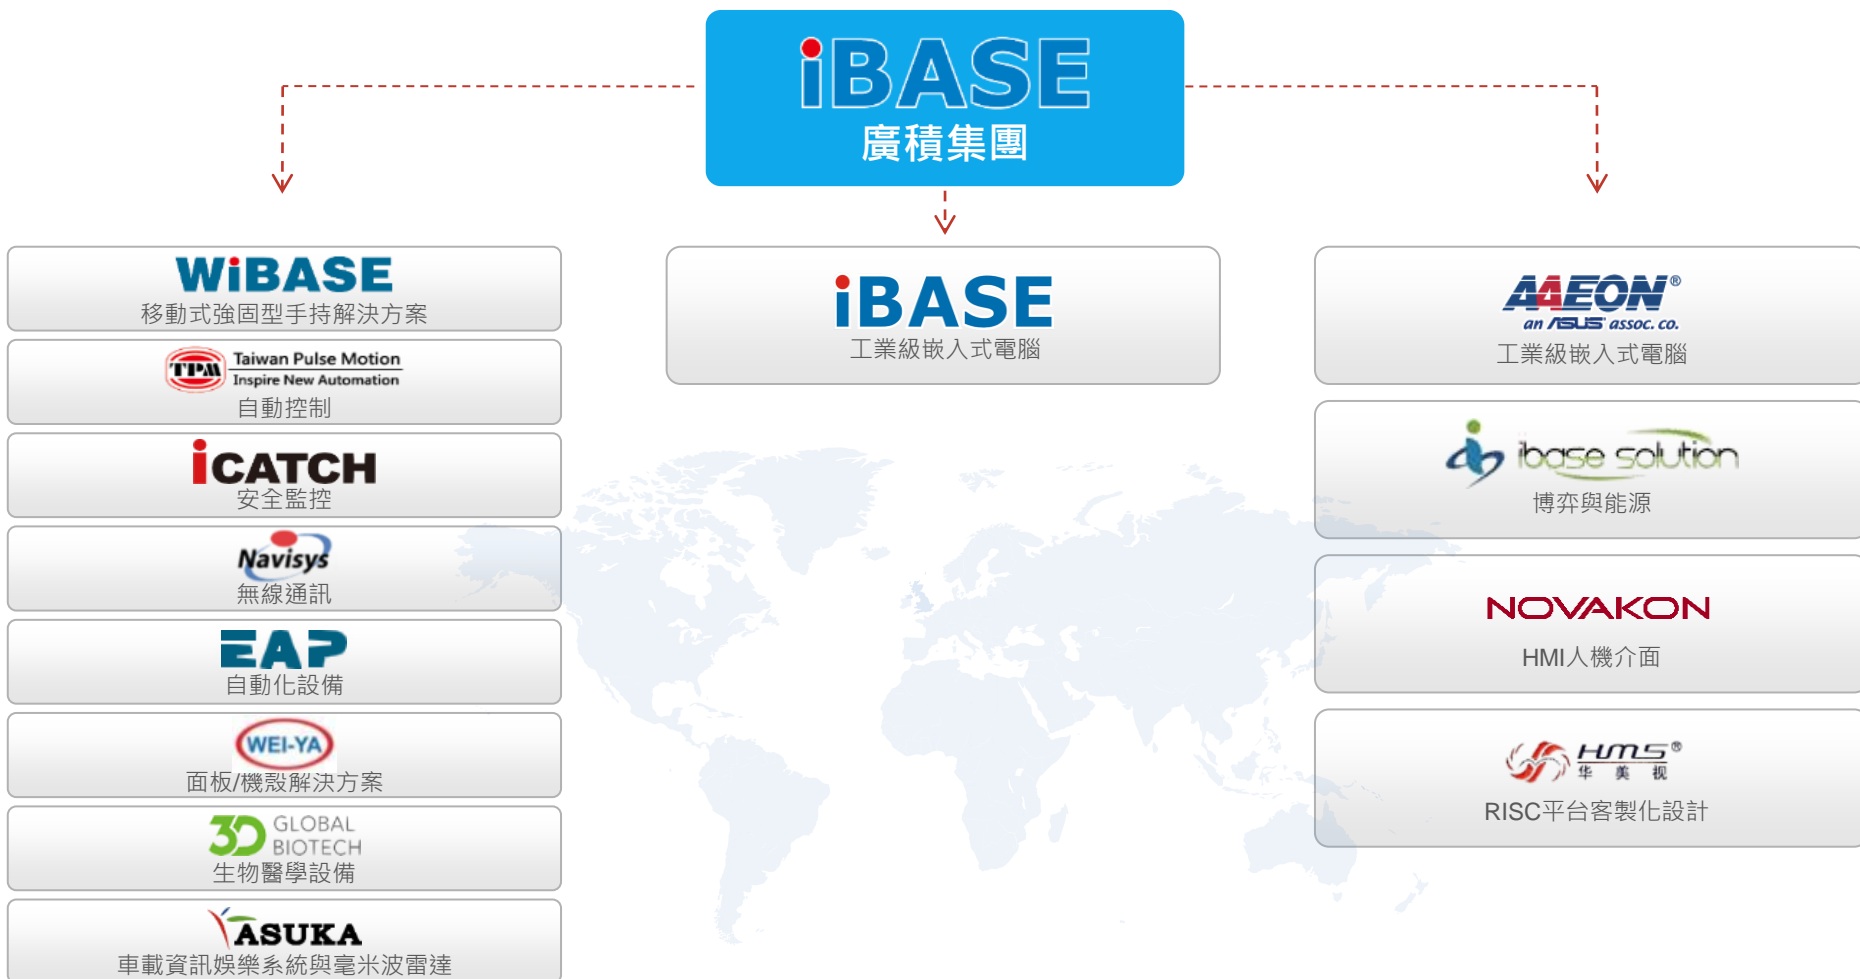 iBASE
廣積集團
WiBASE
移動式強固型手持解決方案
TPM
Taiwan Pulse Motion
Inspire New Automation
自動控制
iCATCH
安全監控
Navisys
無線通訊
EAP
自動化設備
WEI-YA
面板/機殼解決方案
3D GLOBAL
BIOTECH
生物醫學設備
ASUKA
車載資訊娛樂系統與毫米波雷達
iBASE
工業級嵌入式電腦
AAEON®
an ASUS assoc. co.
工業級嵌入式電腦
ibase solution
博弈與能源
NOVAKON
HMI人機介面
HMS®
华美视
RISC平台客製化設計